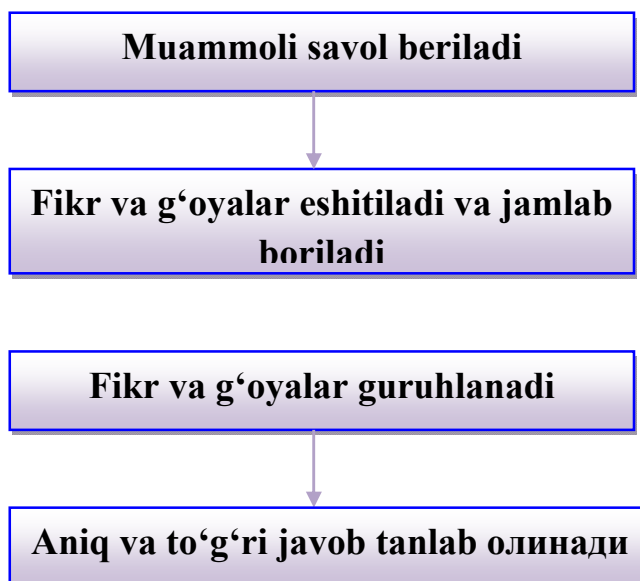 Muammoli savol beriladi
Fikr va g‘oyalar eshitiladi va jamlab
boriladi
Fikr va g‘oyalar guruhlanadi
Aniq va to‘g‘ri javob tanlab олинади